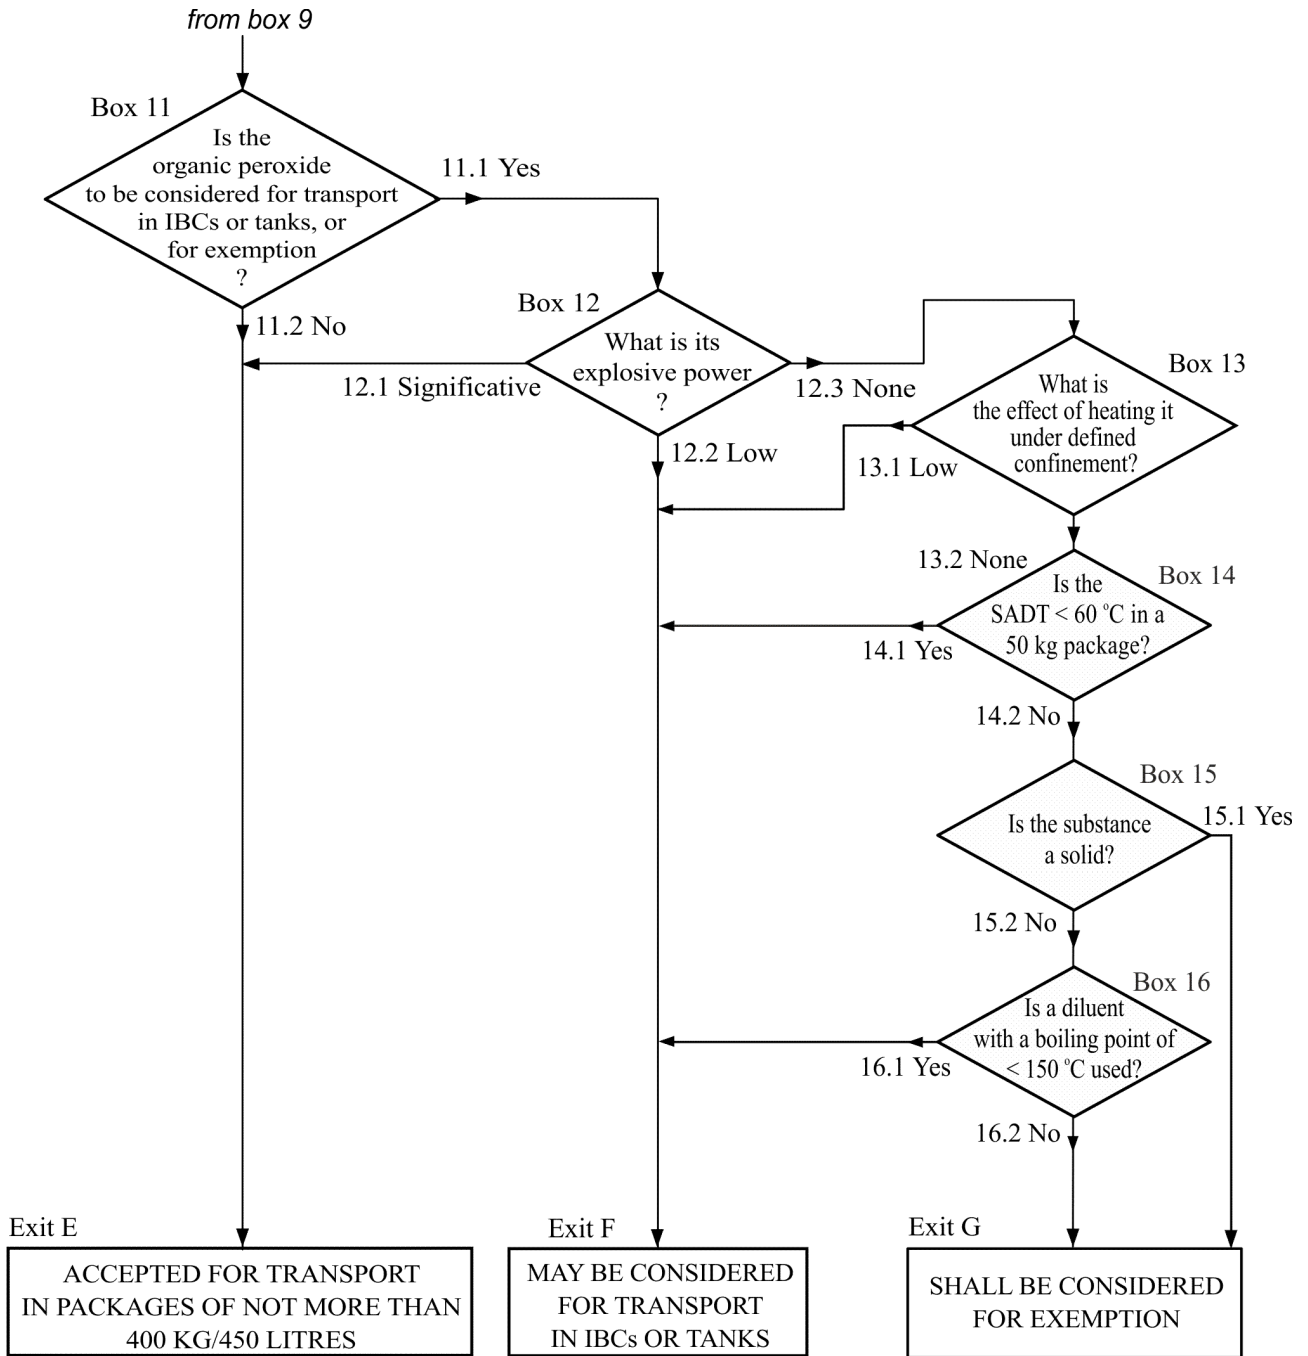 from box 9
Box 11
Is the
organic peroxide
to be considered for transport
in IBCs or tanks, or
for exemption
?
11.1 Yes
11.2 No
Box 12
What is its
explosive power
?
12.1 Significative
12.3 None
12.2 Low
Box 13
What is
the effect of heating it
under defined
confinement?
13.1 Low
13.2 None
Box 14
Is the
SADT < 60 °C in a
50 kg package?
14.1 Yes
14.2 No
Box 15
Is the substance
a solid?
15.1 Yes
15.2 No
Box 16
Is a diluent
with a boiling point of
< 150 °C used?
16.1 Yes
16.2 No
Exit E
ACCEPTED FOR TRANSPORT
IN PACKAGES OF NOT MORE THAN
400 KG/450 LITRES
Exit F
MAY BE CONSIDERED
FOR TRANSPORT
IN IBCs OR TANKS
Exit G
SHALL BE CONSIDERED
FOR EXEMPTION